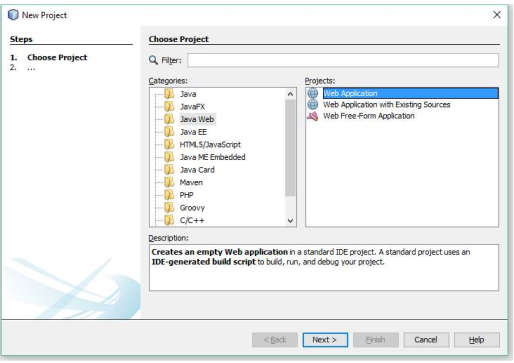 New Project
Steps
1. Choose Project
2. ...
Choose Project
Filter:
Categories:
Java
JavaFX
Java Web
Java EE
HTML5/JavaScript
Java ME Embedded
Java Card
Maven
PHP
Groovy
C/C++
Projects:
Web Application
Web Application with Existing Sources
Web Free-Form Application
Description:
Creates an empty Web application in a standard IDE project. A standard project uses an
IDE-generated build script to build, run, and debug your project.
< Back
Next >
Finish
Cancel
Help